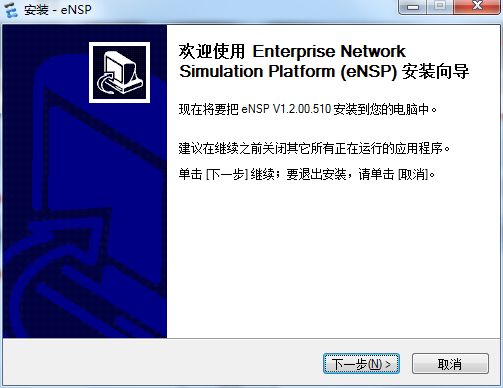 安装 - eNSP
欢迎使用 Enterprise Network
Simulation Platform (eNSP) 安装向导
现在将要把 eNSP V1.2.00.510 安装到您的电脑中。
建议在继续之前关闭其它所有正在运行的应用程序。
单击 [下一步] 继续；要退出安装，请单击 [取消]。
下一步(N) >
取消